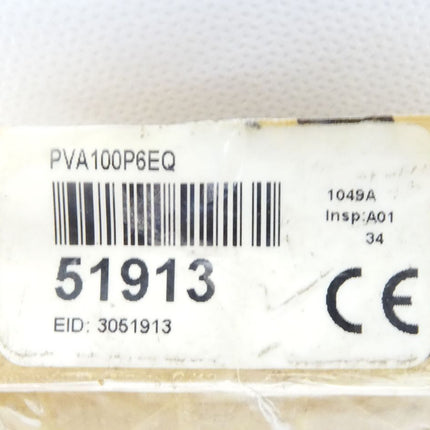 PVA100P6EQ
51913
EID: 3051913
1049A
Insp:A01
34
CE